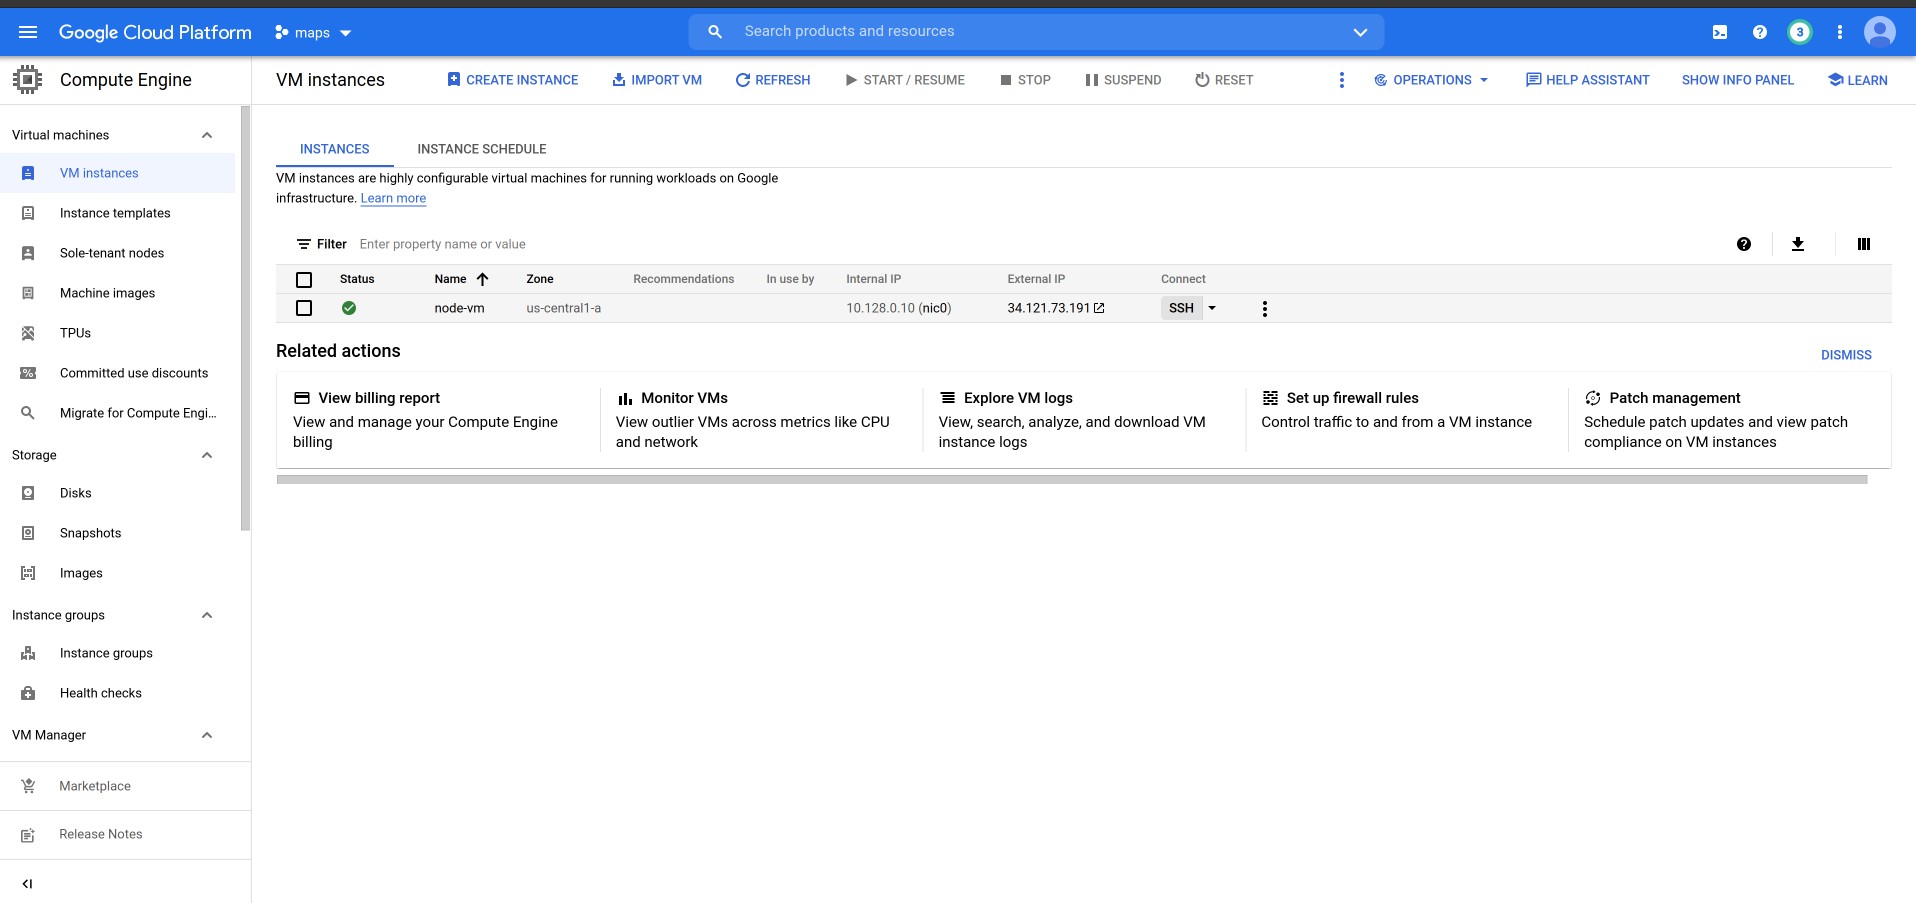 Google Cloud Platform
maps
Search products and resources
3
Compute Engine
VM instances
CREATE INSTANCE
IMPORT VM
REFRESH
START / RESUME
STOP
SUSPEND
RESET
OPERATIONS
HELP ASSISTANT
SHOW INFO PANEL
LEARN
Virtual machines
VM instances
Instance templates
Sole-tenant nodes
Machine images
TPUs
Committed use discounts
Migrate for Compute Engi...
Storage
Disks
Snapshots
Images
Instance groups
Instance groups
Health checks
VM Manager
Marketplace
Release Notes
INSTANCES
INSTANCE SCHEDULE
VM instances are highly configurable virtual machines for running workloads on Google
infrastructure. Learn more
Filter Enter property name or value
Status Name Zone Recommendations In use by Internal IP External IP Connect
node-vm us-central1-a 10.128.0.10 (nic0) 34.121.73.191 SSH
Related actions
DISMISS
View billing report
View and manage your Compute Engine
billing
Monitor VMs
View outlier VMs across metrics like CPU
and network
Explore VM logs
View, search, analyze, and download VM
instance logs
Set up firewall rules
Control traffic to and from a VM instance
Patch management
Schedule patch updates and view patch
compliance on VM instances